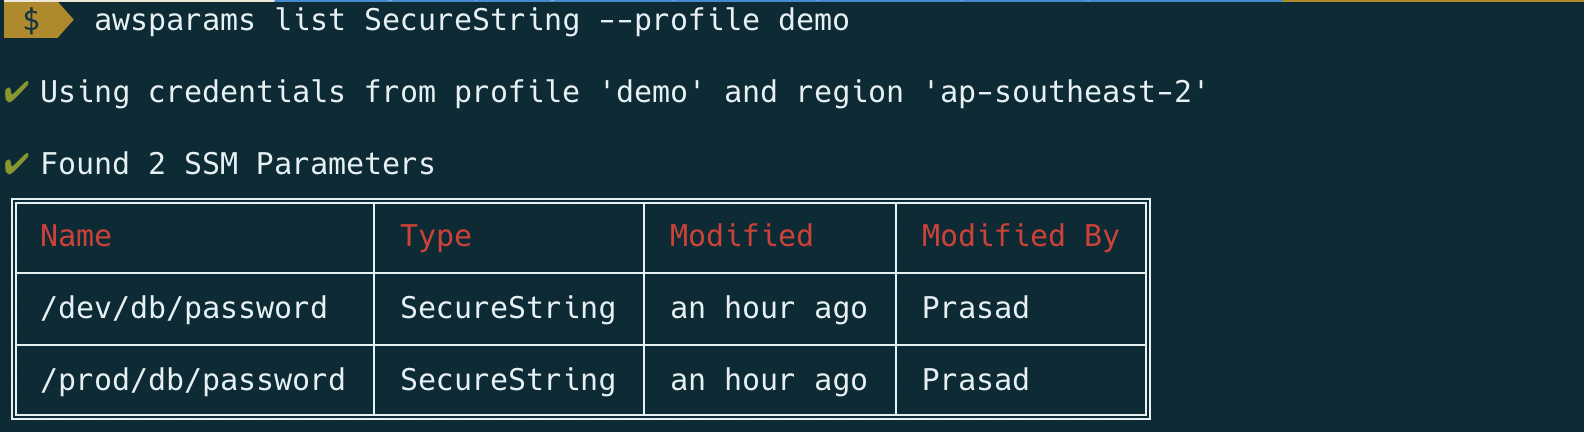 $ awsparams list SecureString --profile demo
✔ Using credentials from profile 'demo' and region 'ap-southeast-2'
✔ Found 2 SSM Parameters
Name Type Modified Modified By
/dev/db/password SecureString an hour ago Prasad
/prod/db/password SecureString an hour ago Prasad